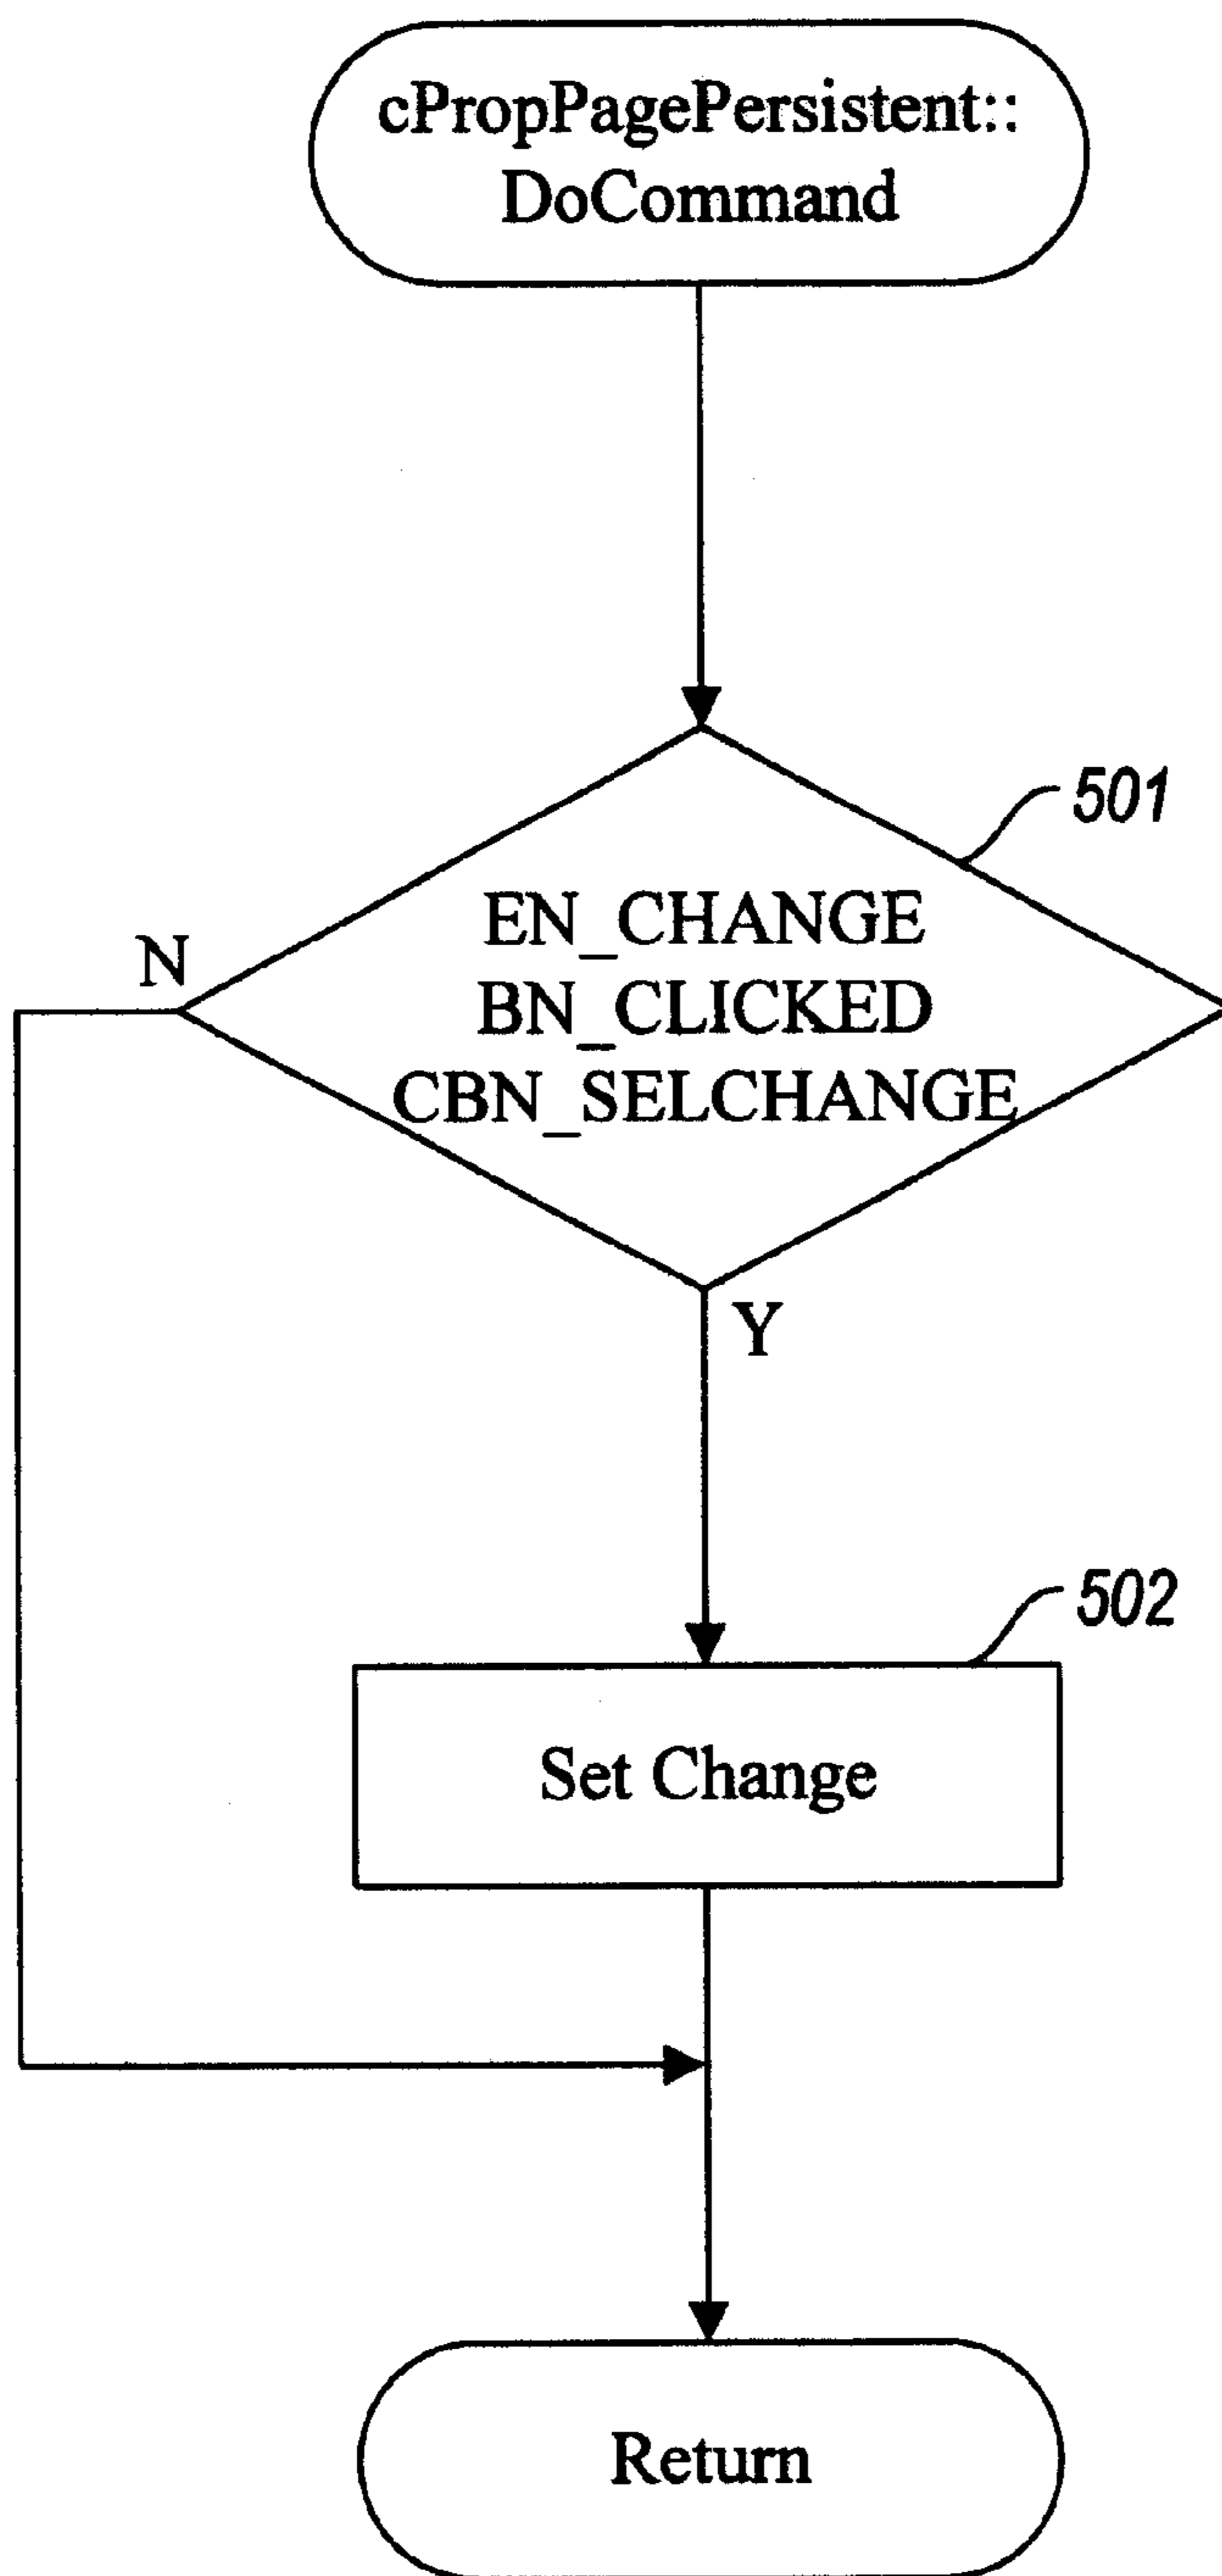 cPropPagePersistent::
DoCommand
501
EN_CHANGE
N
BN_CLICKED
CBN_SELCHANGE
Y
502
Set Change
Return